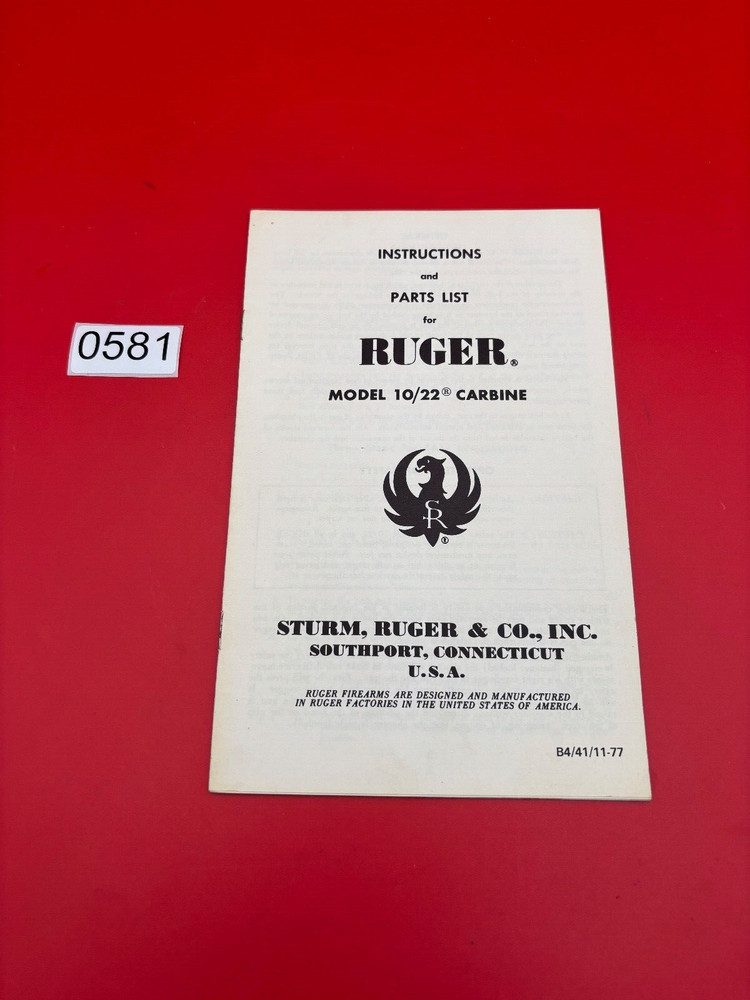 INSTRUCTIONS
and
PARTS LIST
for
RUGER®
MODEL 10/22® CARBINE
0581
SR
®
STURM, RUGER & CO., INC.
SOUTHPORT, CONNECTICUT
U.S.A.
RUGER FIREARMS ARE DESIGNED AND MANUFACTURED
IN RUGER FACTORIES IN THE UNITED STATES OF AMERICA.
B4/41/11-77